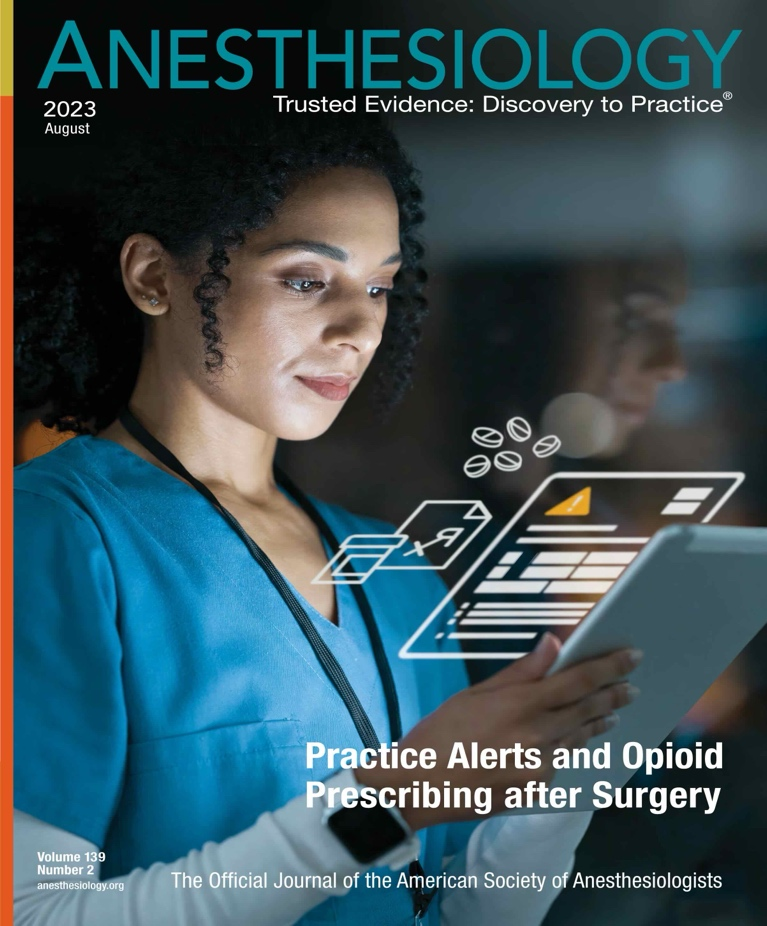 ANESTHESIOLOGY
Trusted Evidence: Discovery to Practice®
2023
August
Practice Alerts and Opioid
Prescribing after Surgery
Volume 139
Number 2
anesthesiology.org
The Official Journal of the American Society of Anesthesiologists